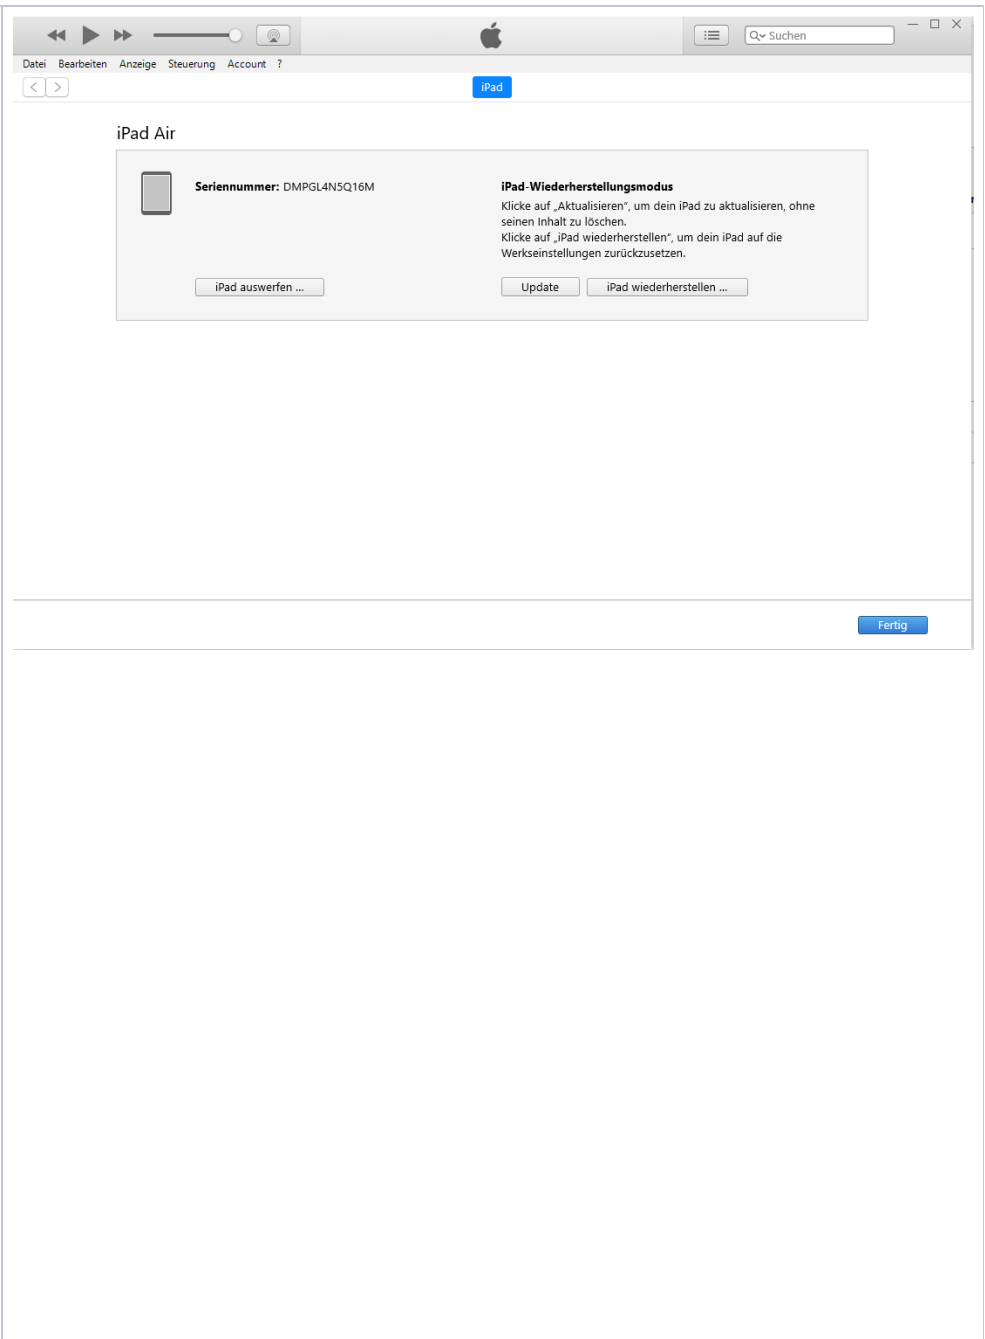 Suchen
Datei Bearbeiten Anzeige Steuerung Account ?
iPad
iPad Air
Seriennummer: DMPGL4N5Q16M
iPad auswerfen ...
iPad-Wiederherstellungsmodus
Klicke auf „Aktualisieren“, um dein iPad zu aktualisieren, ohne
seinen Inhalt zu löschen.
Klicke auf „iPad wiederherstellen“, um dein iPad auf die
Werkseinstellungen zurückzusetzen.
Update iPad wiederherstellen ...
Fertig